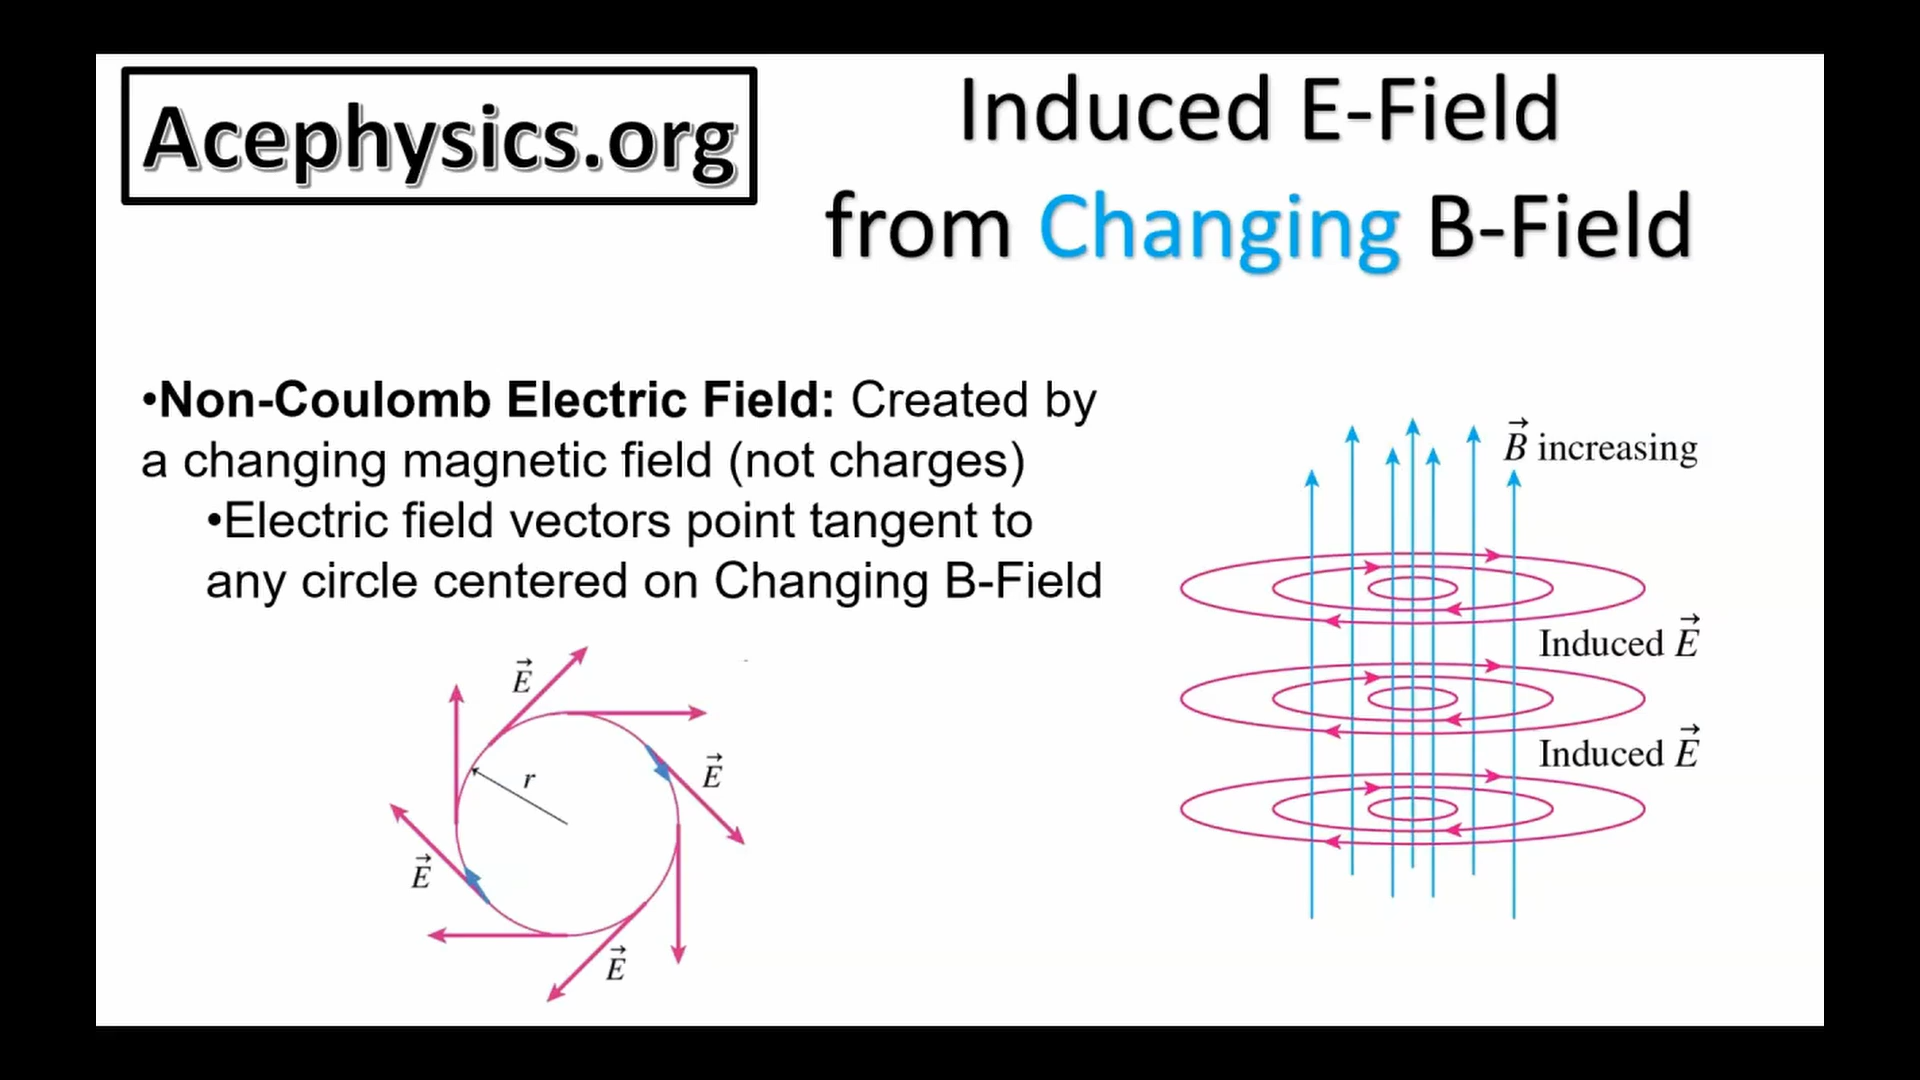 Acephysics.org
Induced E-Field
from Changing B-Field
•Non-Coulomb Electric Field: Created by
a changing magnetic field (not charges)
•Electric field vectors point tangent to
any circle centered on Changing B-Field
B⃗ increasing
Induced E⃗
Induced E⃗
E⃗
E⃗
r
E⃗
E⃗